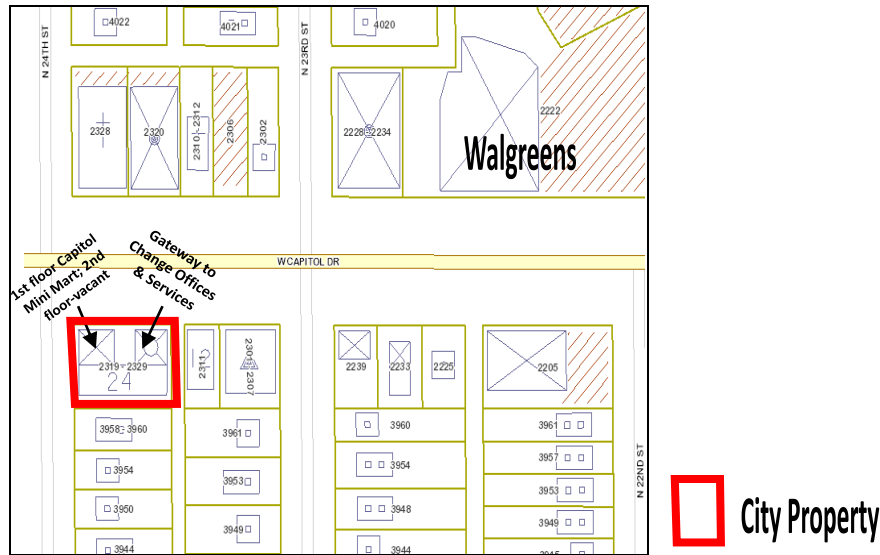 4022
4021
4020
N 24TH ST
N 23RD ST
2328
2320
2310-2312
2306
2302
2228
2234
2222
Walgreens
W CAPITOL DR
1st floor Capitol
Mini Mart; 2nd
floor-vacant
Gateway to
Change Offices
& Services
2319 - 2329
24
2311
2301-
2307
2239
2233
2225
2205
3958-3960
3961
3960
3961
3954
3953
3954
3957
3950
3949
3948
3953
3949
3944
3944
N 22ND ST
City Property